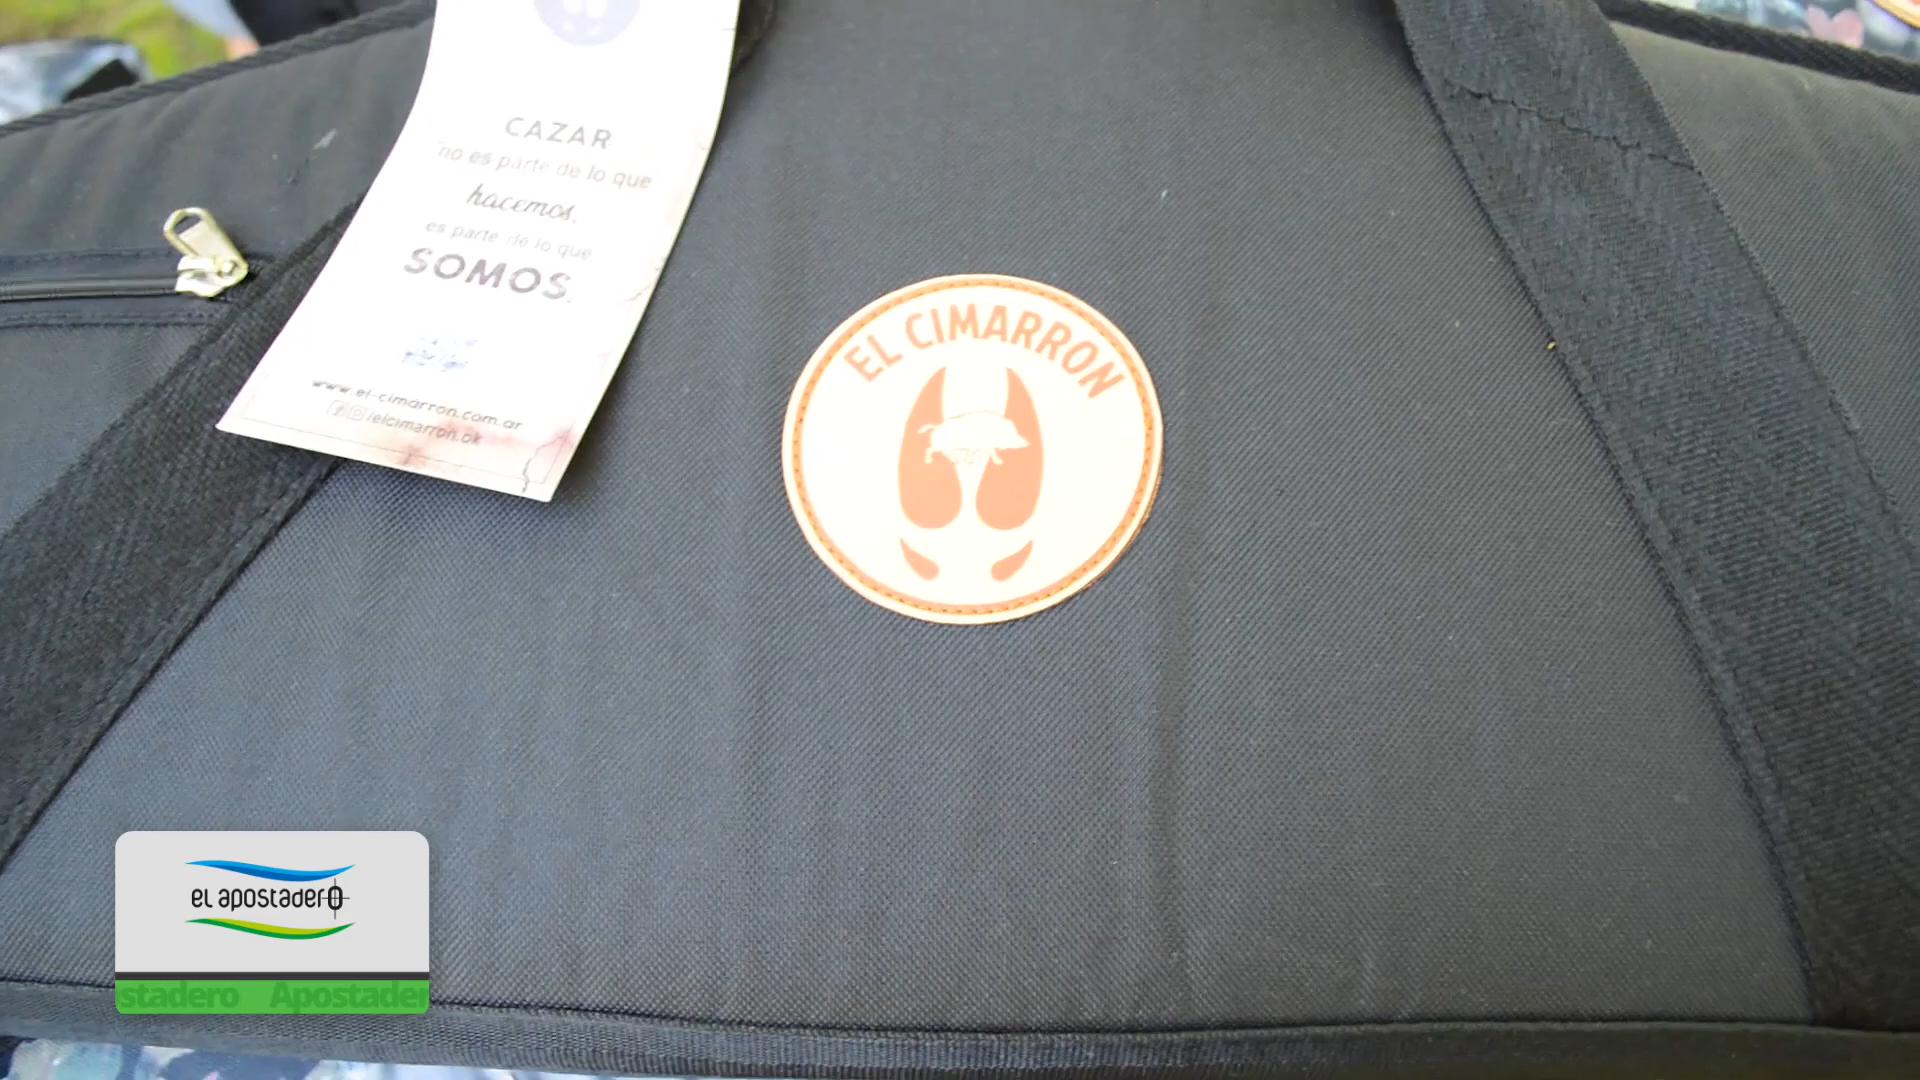 CAZAR
no es parte de lo que
hacemos,
es parte de lo que
SOMOS.
www.el-cimarron.com.ar
/elcimarron.ok
EL CIMARRON
EL apostadero
stadero Apostader